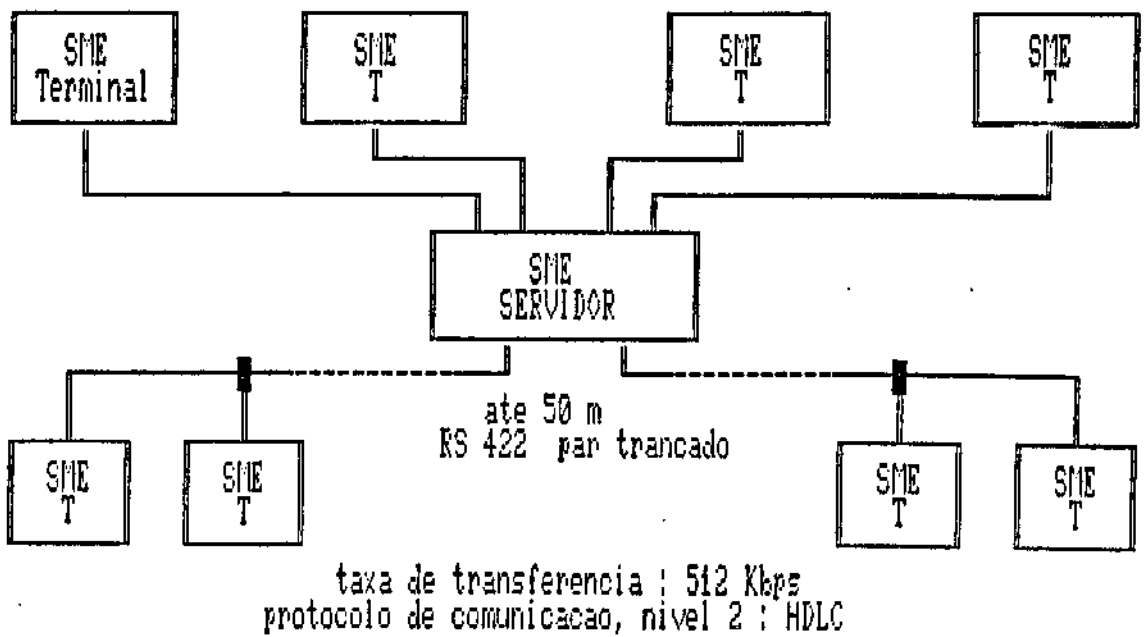 SME
Terminal
SME
T
SME
T
SME
T
SME
SERVIDOR
ate 50 m
RS 422 par trancado
SME
T
SME
T
SME
T
SME
T
taxa de transferencia : 512 Kbps
protocolo de comunicacao, nivel 2 : HDLC